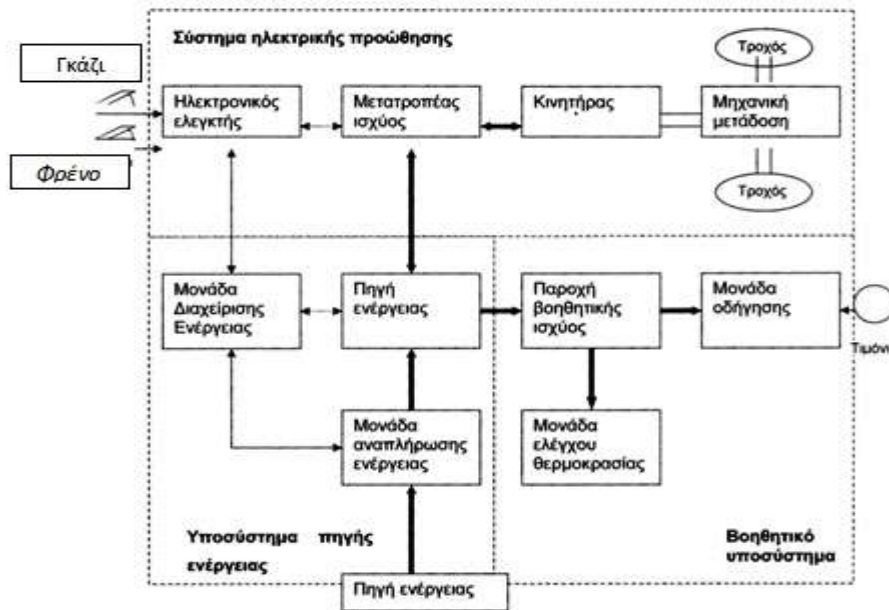 Σύστημα ηλεκτρικής προώθησης
Γκάζι
Φρένο
Ηλεκτρονικός
ελεγκτής
Μετατροπέας
ισχύος
Κινητήρας
Μηχανική
μετάδοση
Τροχός
Τροχός
Μονάδα
Διαχείρισης
Ενέργειας
Πηγή
ενέργειας
Παροχή
βοηθητικής
ισχύος
Μονάδα
οδήγησης
Τιμόνι
Μονάδα
αναπλήρωσης
ενέργειας
Μονάδα
ελέγχου
θερμοκρασίας
Υποσύστημα πηγής
ενέργειας
Βοηθητικό
υποσύστημα
Πηγή ενέργειας